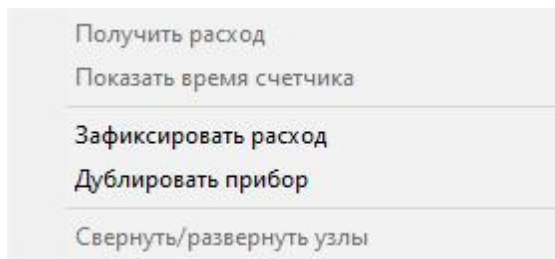 Получить расход
Показать время счетчика
Зафиксировать расход
Дублировать прибор
Свернуть/развернуть узлы